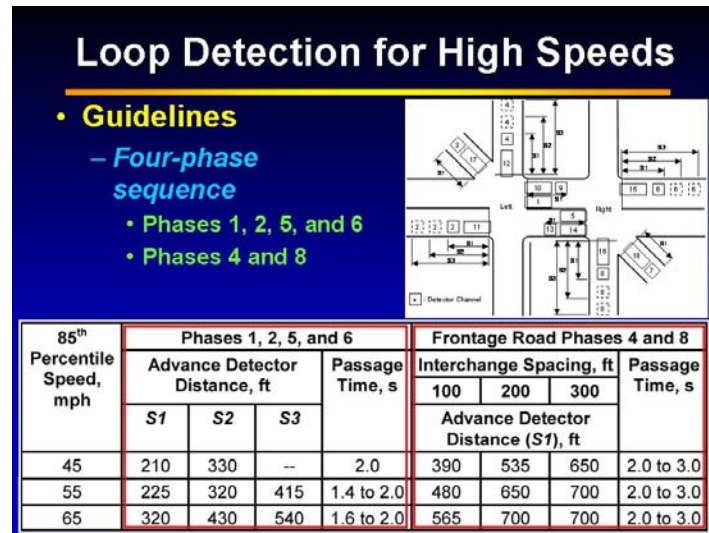 Loop Detection for High Speeds
• Guidelines
– Four-phase
sequence
• Phases 1, 2, 5, and 6
• Phases 4 and 8
Left
Right
x - Detector Channel
85th Percentile Speed, mph
Phases 1, 2, 5, and 6
Frontage Road Phases 4 and 8
Advance Detector Distance, ft
Passage Time, s
Interchange Spacing, ft
Passage Time, s
100 200 300
S1 S2 S3
Advance Detector Distance (S1), ft
45 210 330 -- 2.0 390 535 650 2.0 to 3.0
55 225 320 415 1.4 to 2.0 480 650 700 2.0 to 3.0
65 320 430 540 1.6 to 2.0 565 700 700 2.0 to 3.0